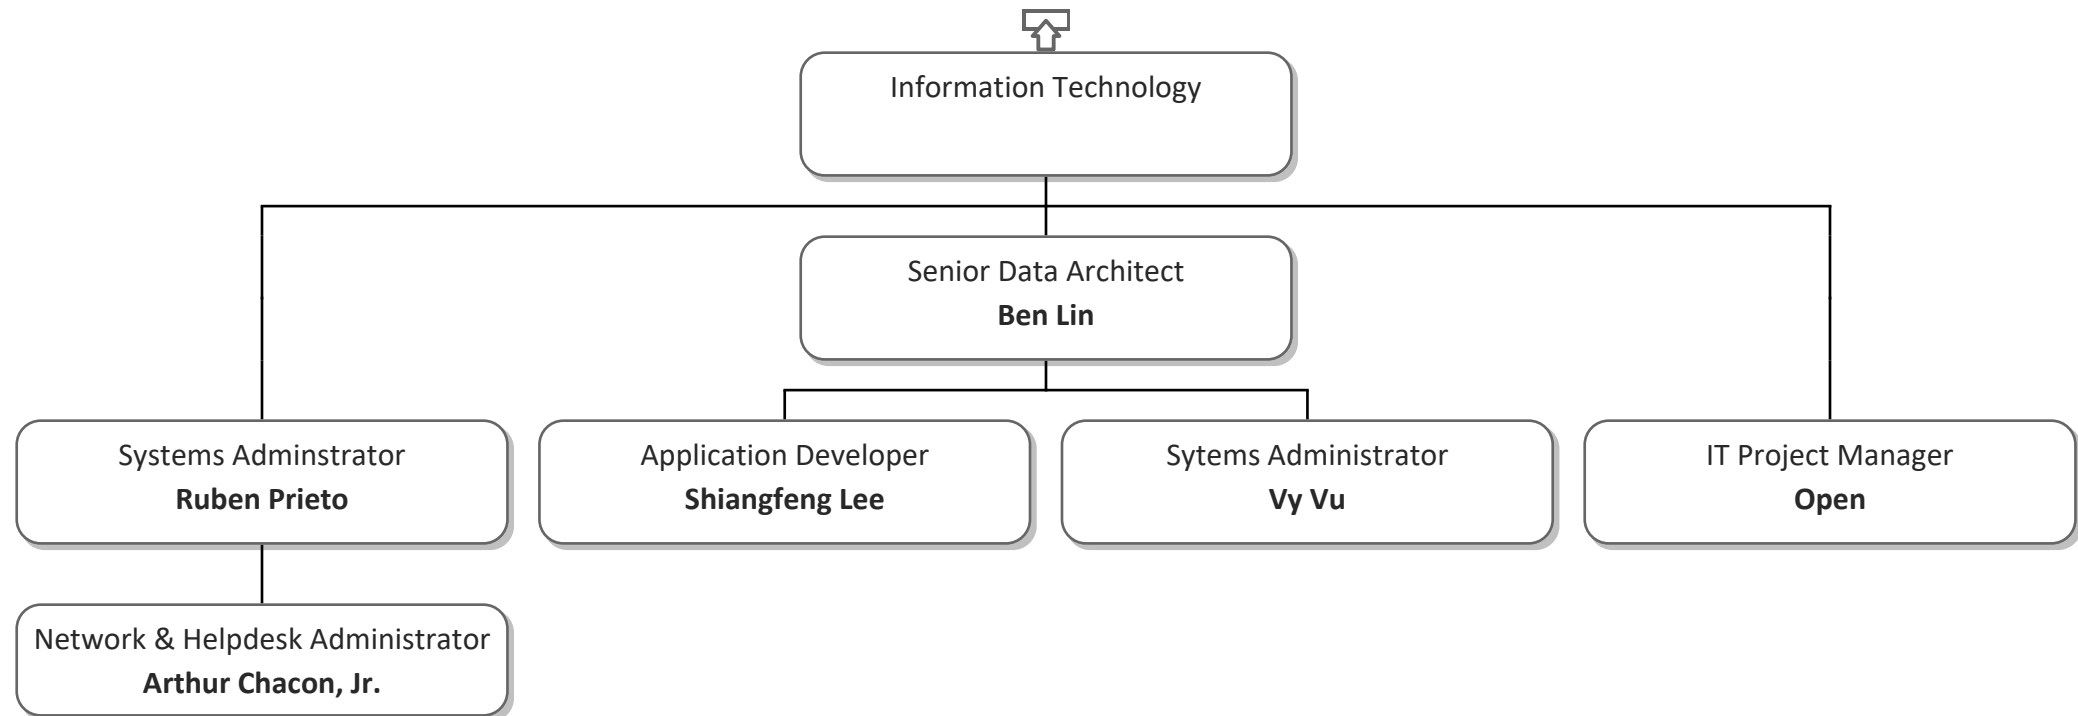 Information Technology
Senior Data Architect
Ben Lin
Systems Adminstrator
Ruben Prieto
Application Developer
Shiangfeng Lee
Sytems Administrator
Vy Vu
IT Project Manager
Open
Network & Helpdesk Administrator
Arthur Chacon, Jr.